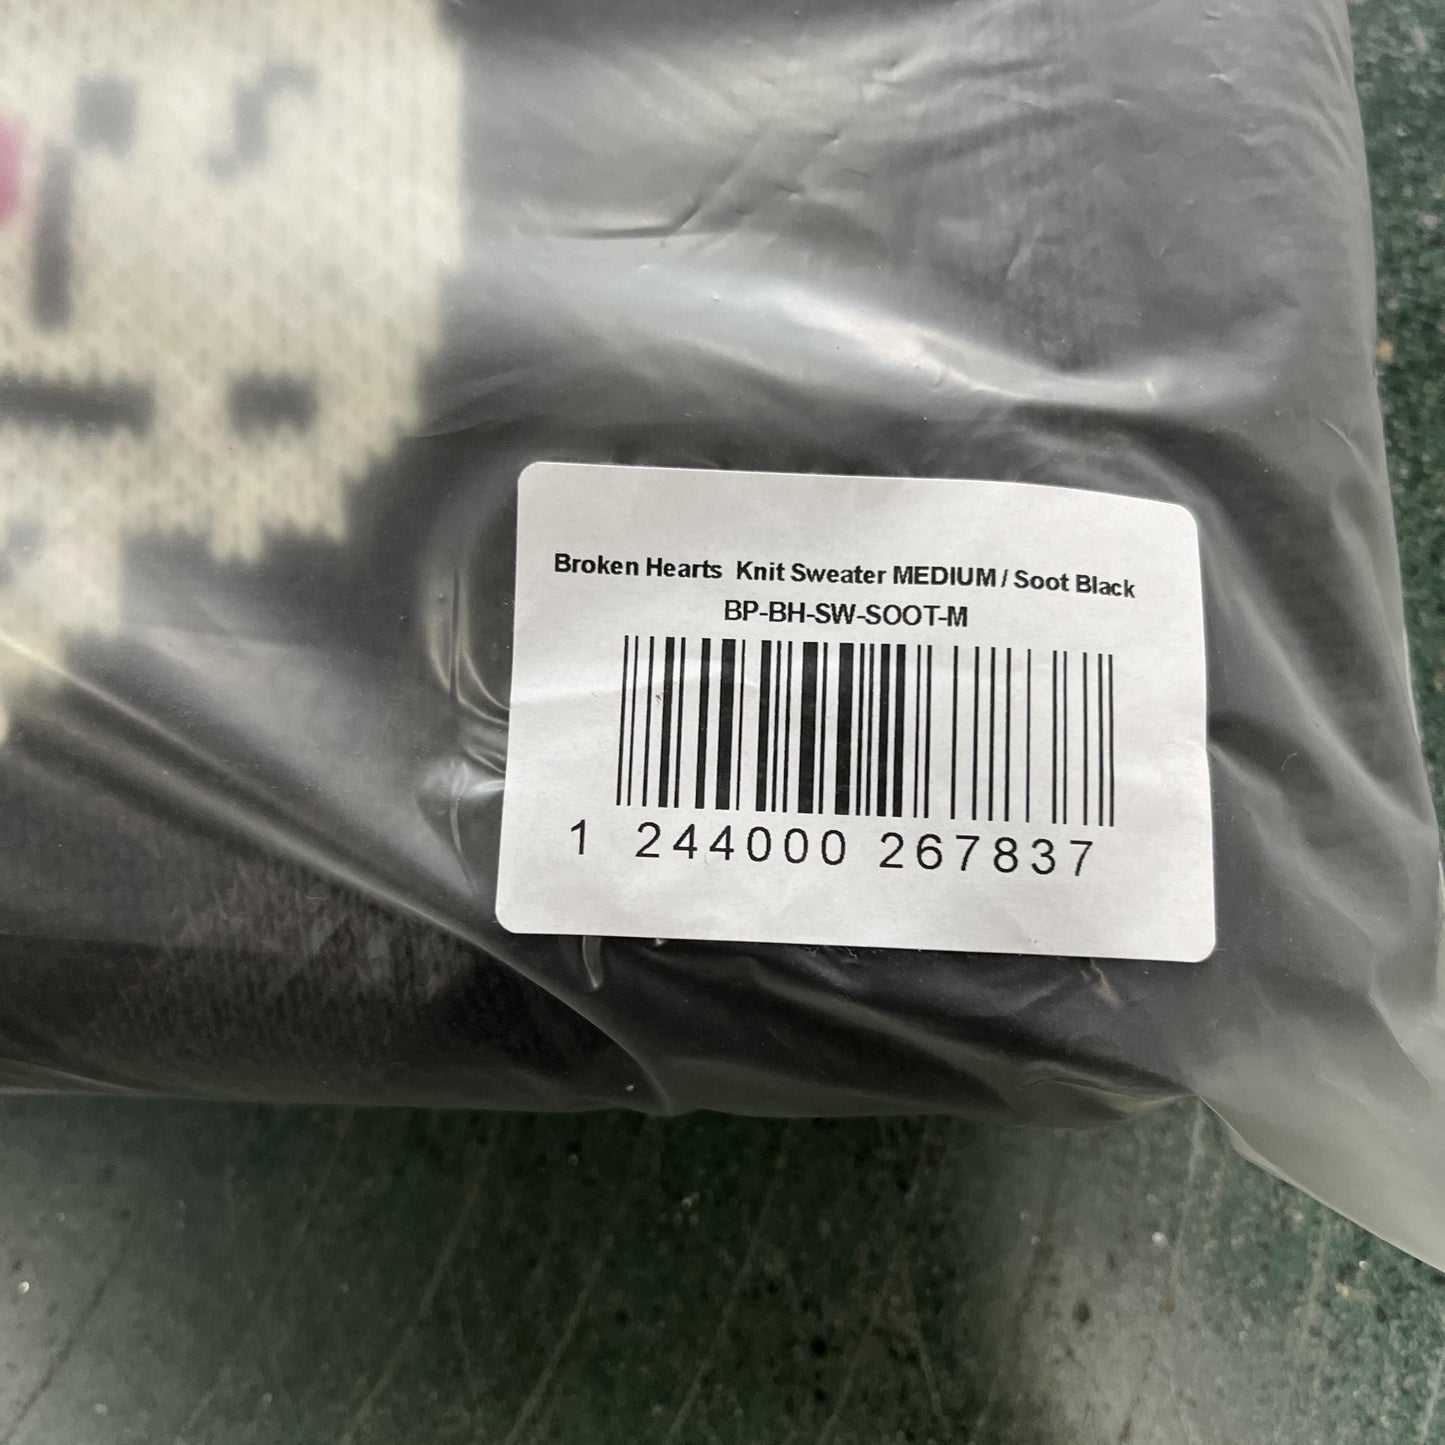 Broken Hearts  Knit Sweater MEDIUM / Soot Black
BP-BH-SW-SOOT-M
1 244000 267837